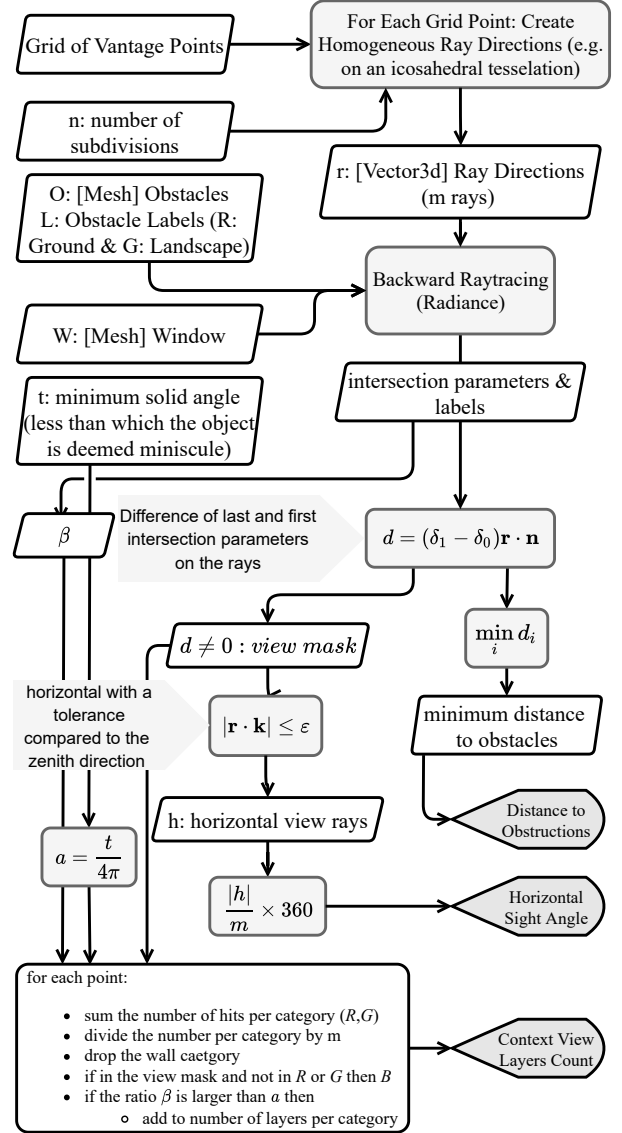 Grid of Vantage Points
For Each Grid Point: Create
Homogeneous Ray Directions (e.g.
on an icosahedral tesselation)
n: number of
subdivisions
r: [Vector3d] Ray Directions
(m rays)
O: [Mesh] Obstacles
L: Obstacle Labels (R:
Ground & G: Landscape)
Backward Raytracing
(Radiance)
W: [Mesh] Window
intersection parameters &
labels
t: minimum solid angle
(less than which the object
is deemed miniscule)
β
Difference of last and first
intersection parameters
on the rays
d = (δ₁ − δ₀)r · n
d ≠ 0 : view mask
min d_i
i
horizontal with a
tolerance
compared to the
zenith direction
|r · k| ≤ ε
minimum distance
to obstacles
Distance to
Obstructions
h: horizontal view rays
a = t/4π
|h|/m × 360
Horizontal
Sight Angle
for each point:
• sum the number of hits per category (R,G)
• divide the number per category by m
• drop the wall caetgory
• if in the view mask and not in R or G then B
• if the ratio β is larger than a then
◦ add to number of layers per category
Context View
Layers Count